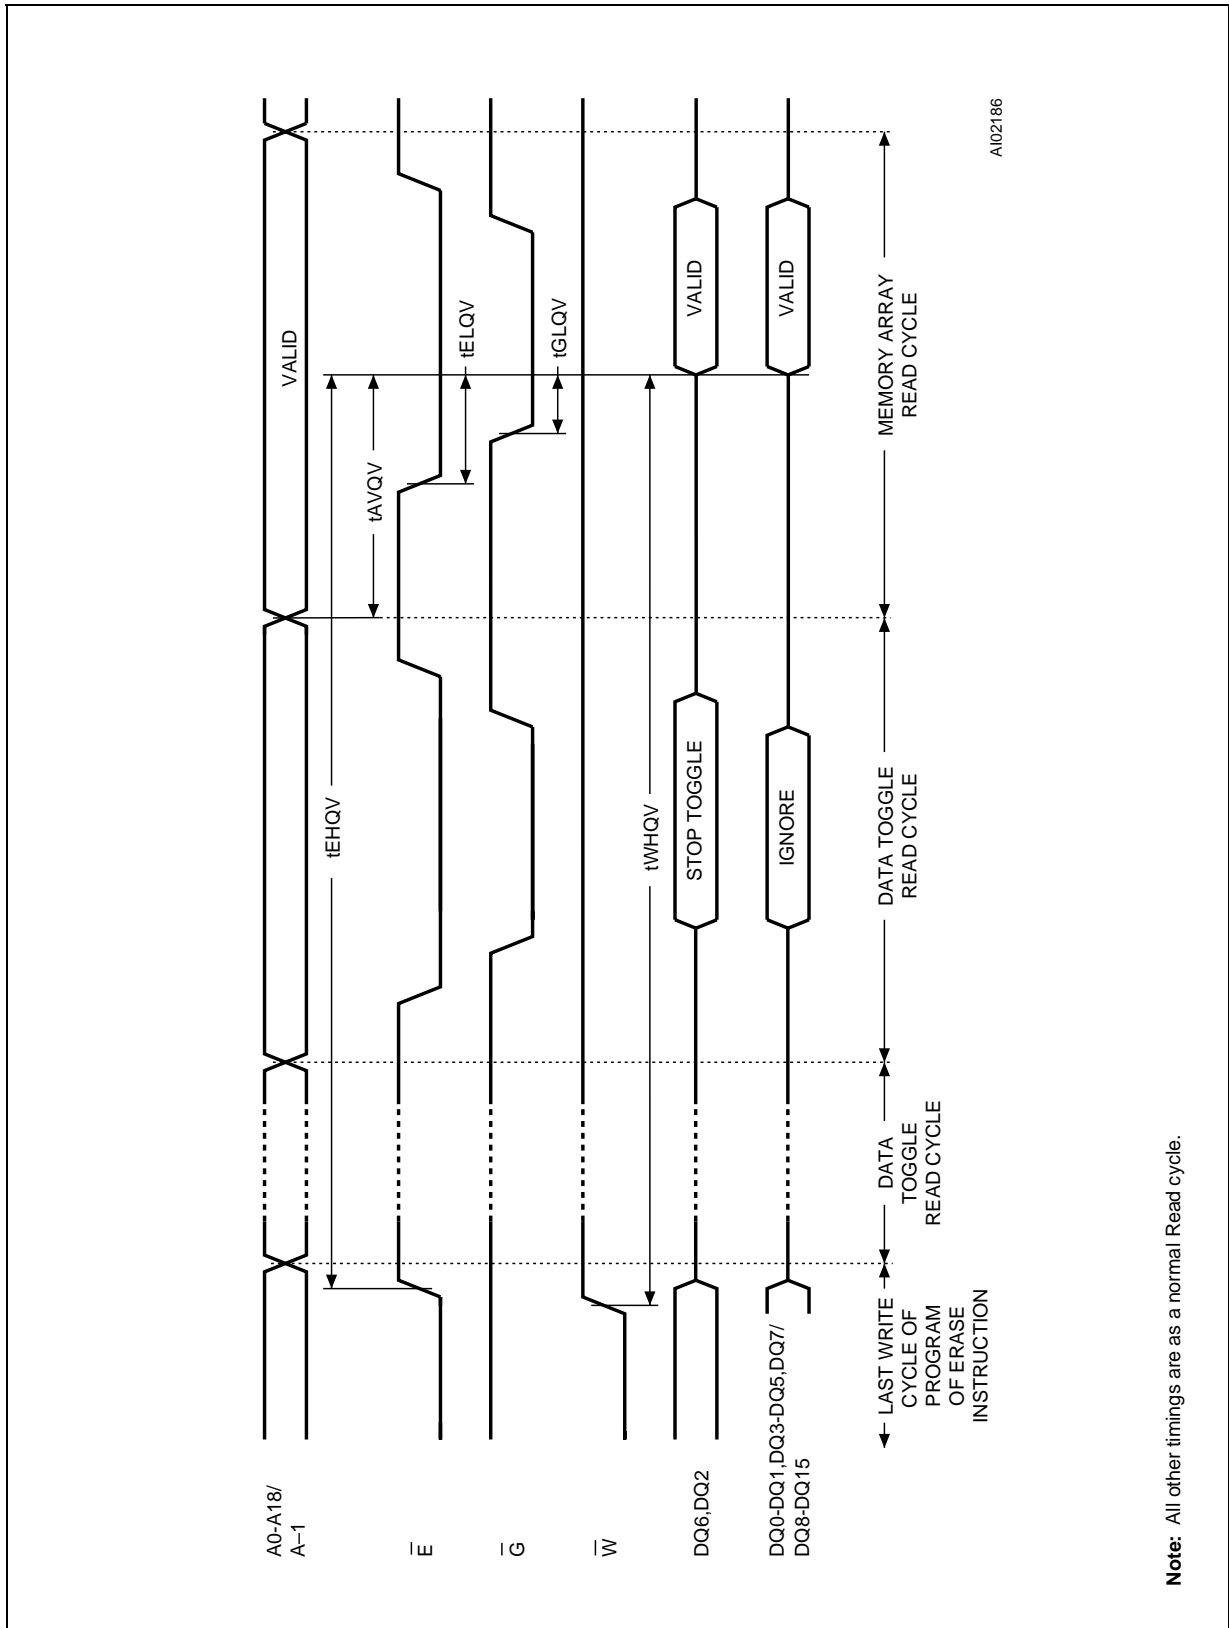 A0-A18/
A–1
VALID
tEHQV
tAVQV
E
tELQV
G
tGLQV
W
tWHQV
DQ6,DQ2
STOP TOGGLE
VALID
DQ0-DQ1,DQ3-DQ5,DQ7/
DQ8-DQ15
IGNORE
VALID
LAST WRITE
CYCLE OF
PROGRAM
OF ERASE
INSTRUCTION
DATA
TOGGLE
READ CYCLE
DATA TOGGLE
READ CYCLE
MEMORY ARRAY
READ CYCLE
AI02186
Note: All other timings are as a normal Read cycle.